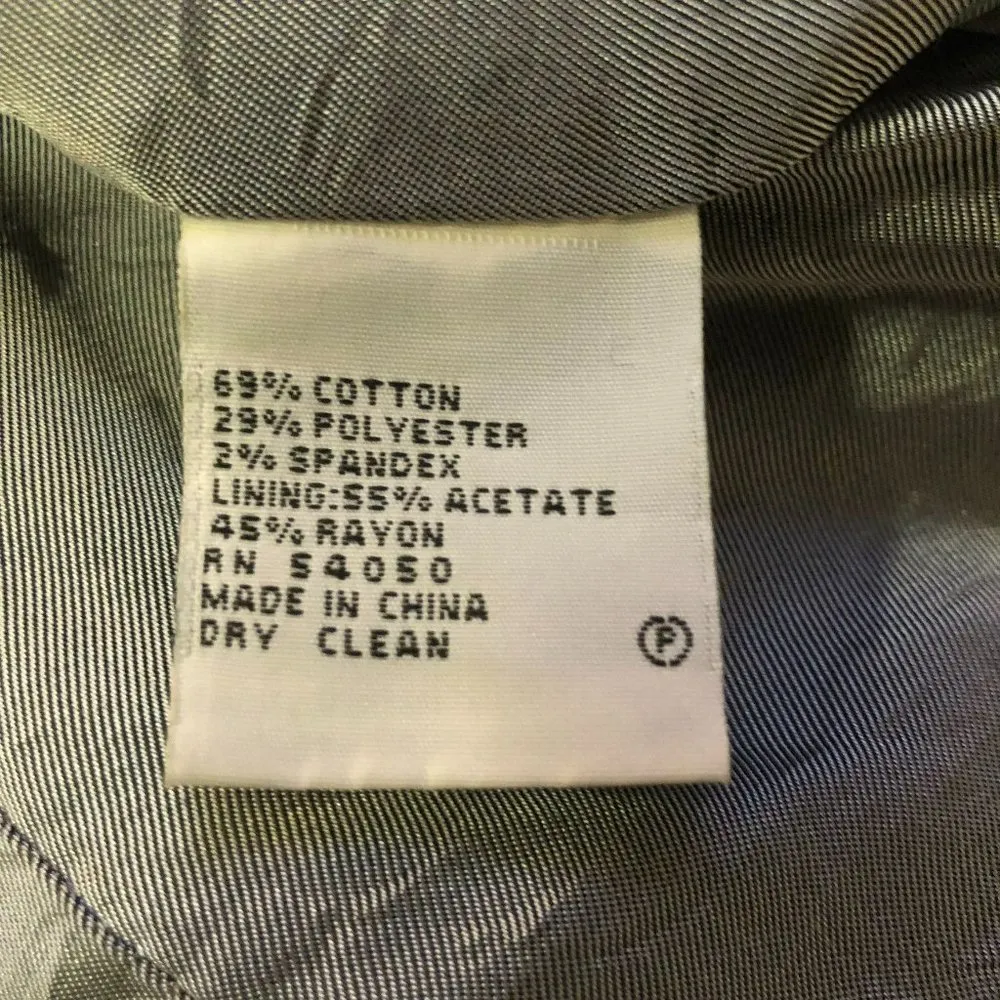 69% COTTON
29% POLYESTER
2% SPANDEX
LINING:55% ACETATE
45% RAYON
RN 54050
MADE IN CHINA
DRY CLEAN
P